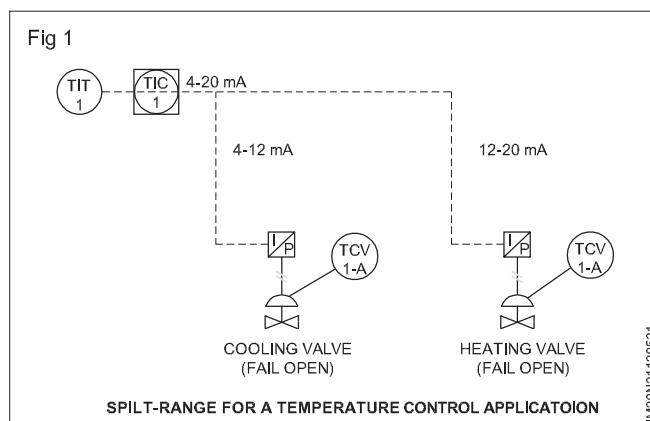 Fig 1
TIT
1
TIC
1
4-20 mA
4-12 mA
12-20 mA
I
P
TCV
1-A
I
P
TCV
1-A
COOLING VALVE
(FAIL OPEN)
HEATING VALVE
(FAIL OPEN)
SPILT-RANGE FOR A TEMPERATURE CONTROL APPLICATOION